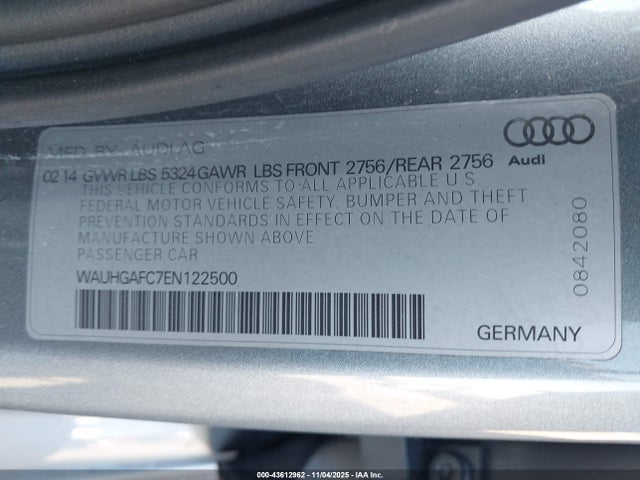 MFD. BY AUDI AG
02 14 GVWR LBS 5324 GAWR LBS FRONT 2756/REAR 2756
THIS VEHICLE CONFORMS TO ALL APPLICABLE U.S.
FEDERAL MOTOR VEHICLE SAFETY, BUMPER AND THEFT
PREVENTION STANDARDS IN EFFECT ON THE DATE OF
MANUFACTURE SHOWN ABOVE
PASSENGER CAR
WAUHGAFC7EN122500
Audi
0842080
GERMANY
000-43612962 - 11/04/2025 - IAA Inc.